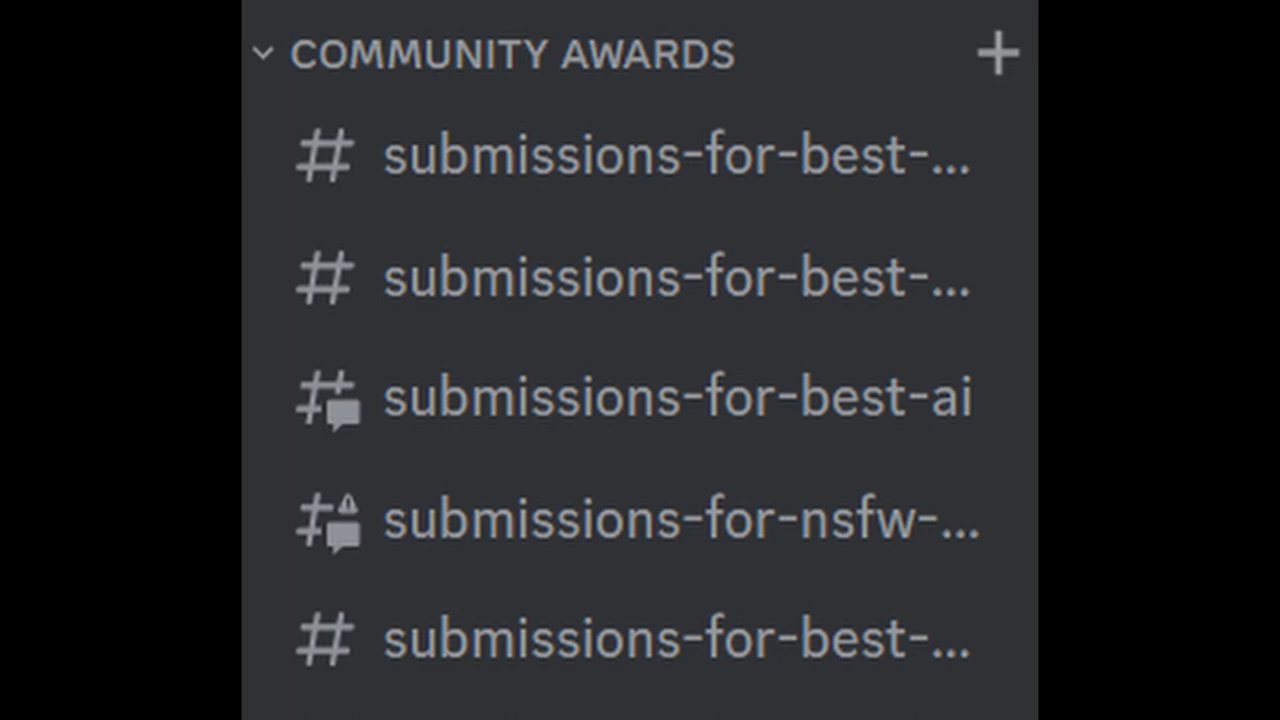 COMMUNITY AWARDS
submissions-for-best-...
submissions-for-best-...
submissions-for-best-ai
submissions-for-nsfw-...
submissions-for-best-...